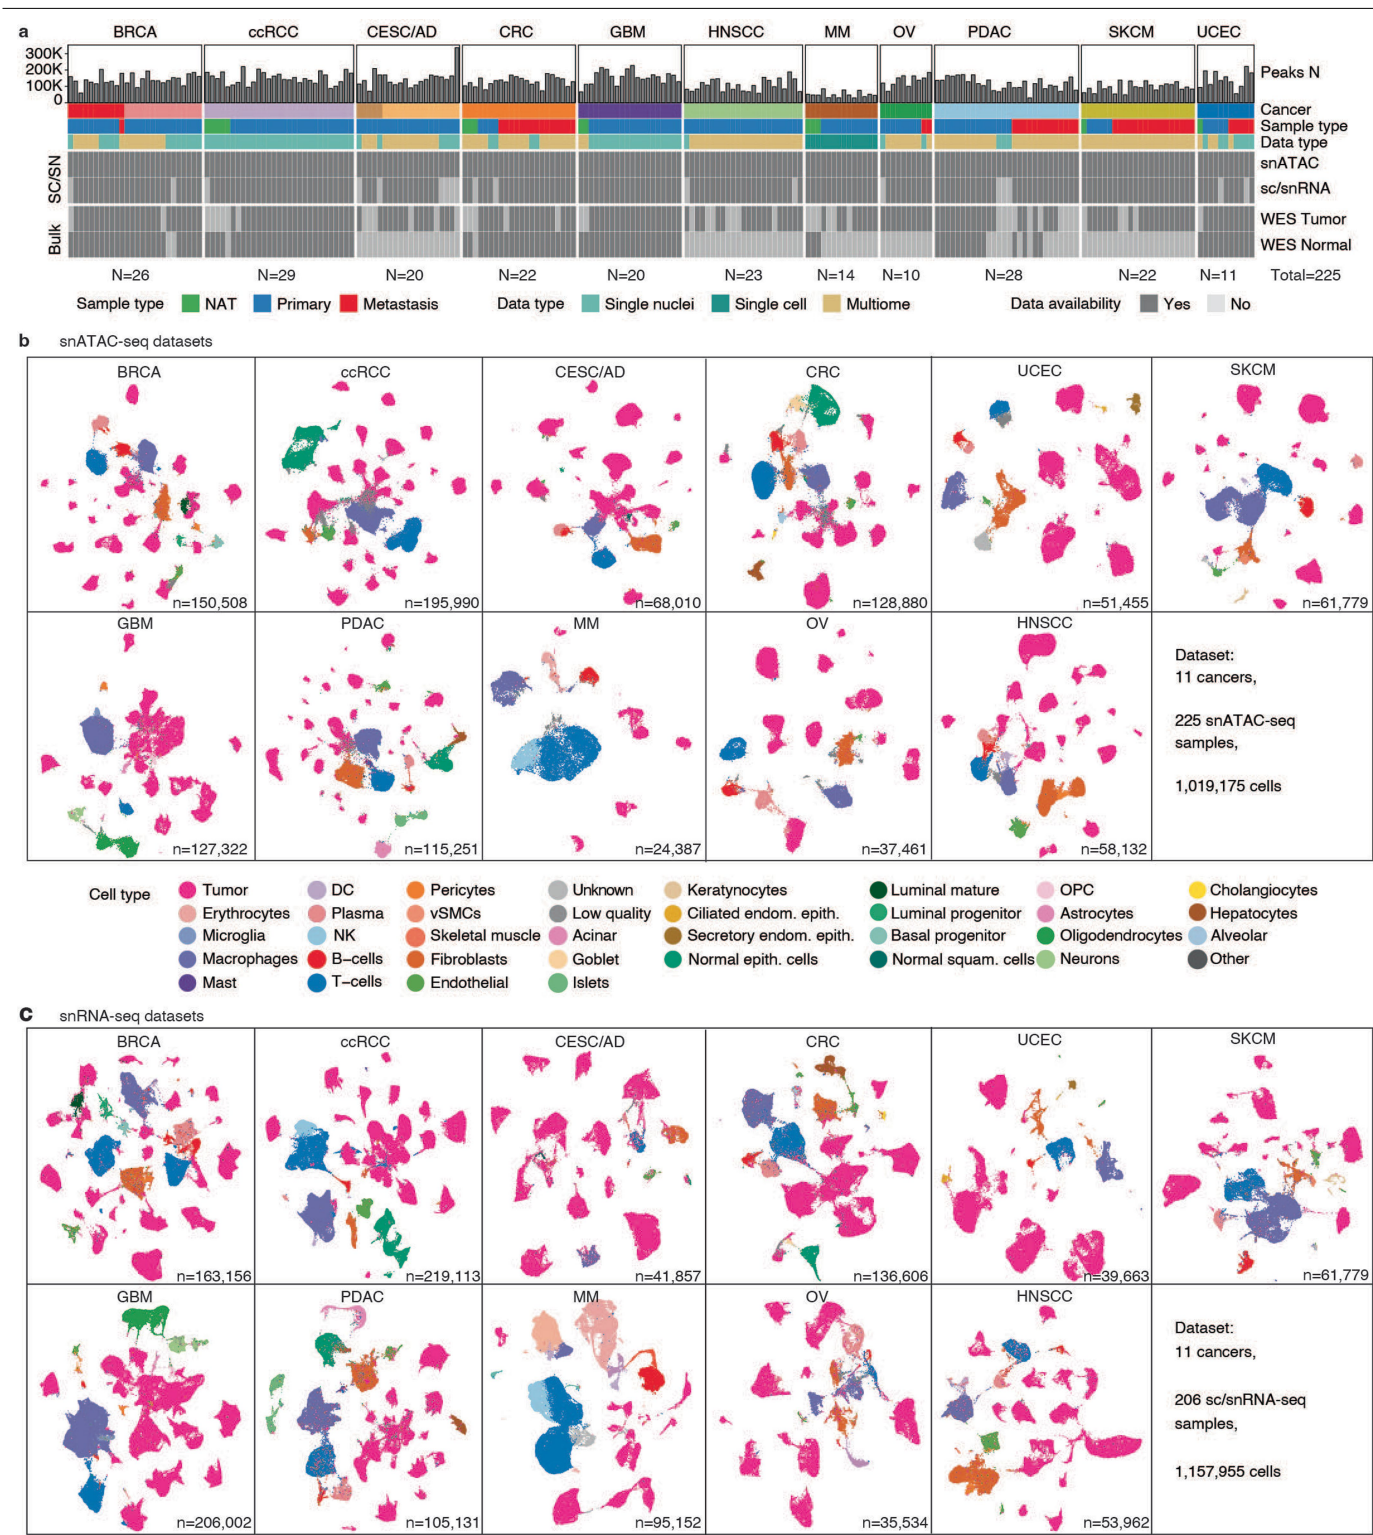 a
BRCA ccRCC CESC/AD CRC GBM HNSCC MM OV PDAC SKCM UCEC
300K
200K
100K
0
Peaks N
Cancer
Sample type
Data type
SC/SN
snATAC
sc/snRNA
Bulk
WES Tumor
WES Normal
N=26 N=29 N=20 N=22 N=20 N=23 N=14 N=10 N=28 N=22 N=11 Total=225
Sample type NAT Primary Metastasis Data type Single nuclei Single cell Multiome Data availability Yes No
b snATAC-seq datasets
BRCA ccRCC CESC/AD CRC UCEC SKCM
n=150,508 n=195,990 n=68,010 n=128,880 n=51,455 n=61,779
GBM PDAC MM OV HNSCC
Dataset:
11 cancers,
225 snATAC-seq
samples,
1,019,175 cells
n=127,322 n=115,251 n=24,387 n=37,461 n=58,132
Cell type Tumor DC Pericytes Unknown Keratynocytes Luminal mature OPC Cholangiocytes
Erythrocytes Plasma vSMCs Low quality Ciliated endom. epith. Luminal progenitor Astrocytes Hepatocytes
Microglia NK Skeletal muscle Acinar Secretory endom. epith. Basal progenitor Oligodendrocytes Alveolar
Macrophages B-cells Fibroblasts Goblet Normal epith. cells Normal squam. cells Neurons Other
Mast T-cells Endothelial Islets
c snRNA-seq datasets
BRCA ccRCC CESC/AD CRC UCEC SKCM
n=163,156 n=219,113 n=41,857 n=136,606 n=39,663 n=61,779
GBM PDAC MM OV HNSCC
Dataset:
11 cancers,
206 sc/snRNA-seq
samples,
1,157,955 cells
n=206,002 n=105,131 n=95,152 n=35,534 n=53,962